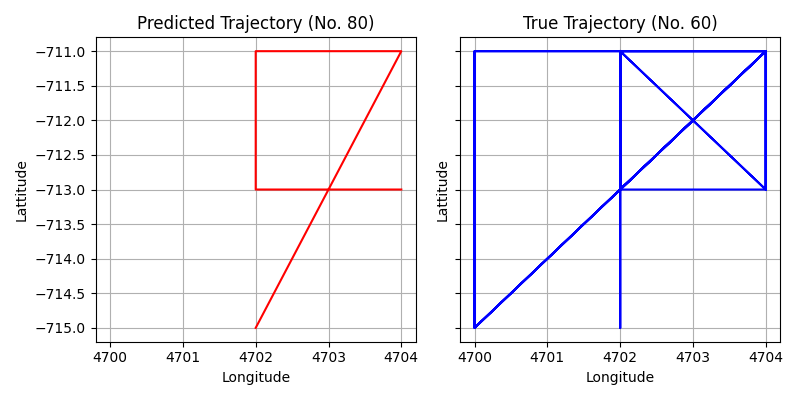 Predicted Trajectory (No. 80)
True Trajectory (No. 60)
−711.0
−711.5
−712.0
−712.5
−713.0
−713.5
−714.0
−714.5
−715.0
Lattitude
Lattitude
4700 4701 4702 4703 4704
4700 4701 4702 4703 4704
Longitude
Longitude